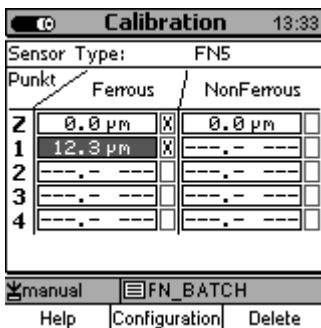 Calibration 13:33
Sensor Type: FN5
Punkt Ferrous NonFerrous
Z 0.0 µm X 0.0 µm
1 12.3 µm X ---.- ---
2 ---.- --- ---.- ---
3 ---.- --- ---.- ---
4 ---.- --- ---.- ---
manual FN_BATCH
Help Configuration Delete